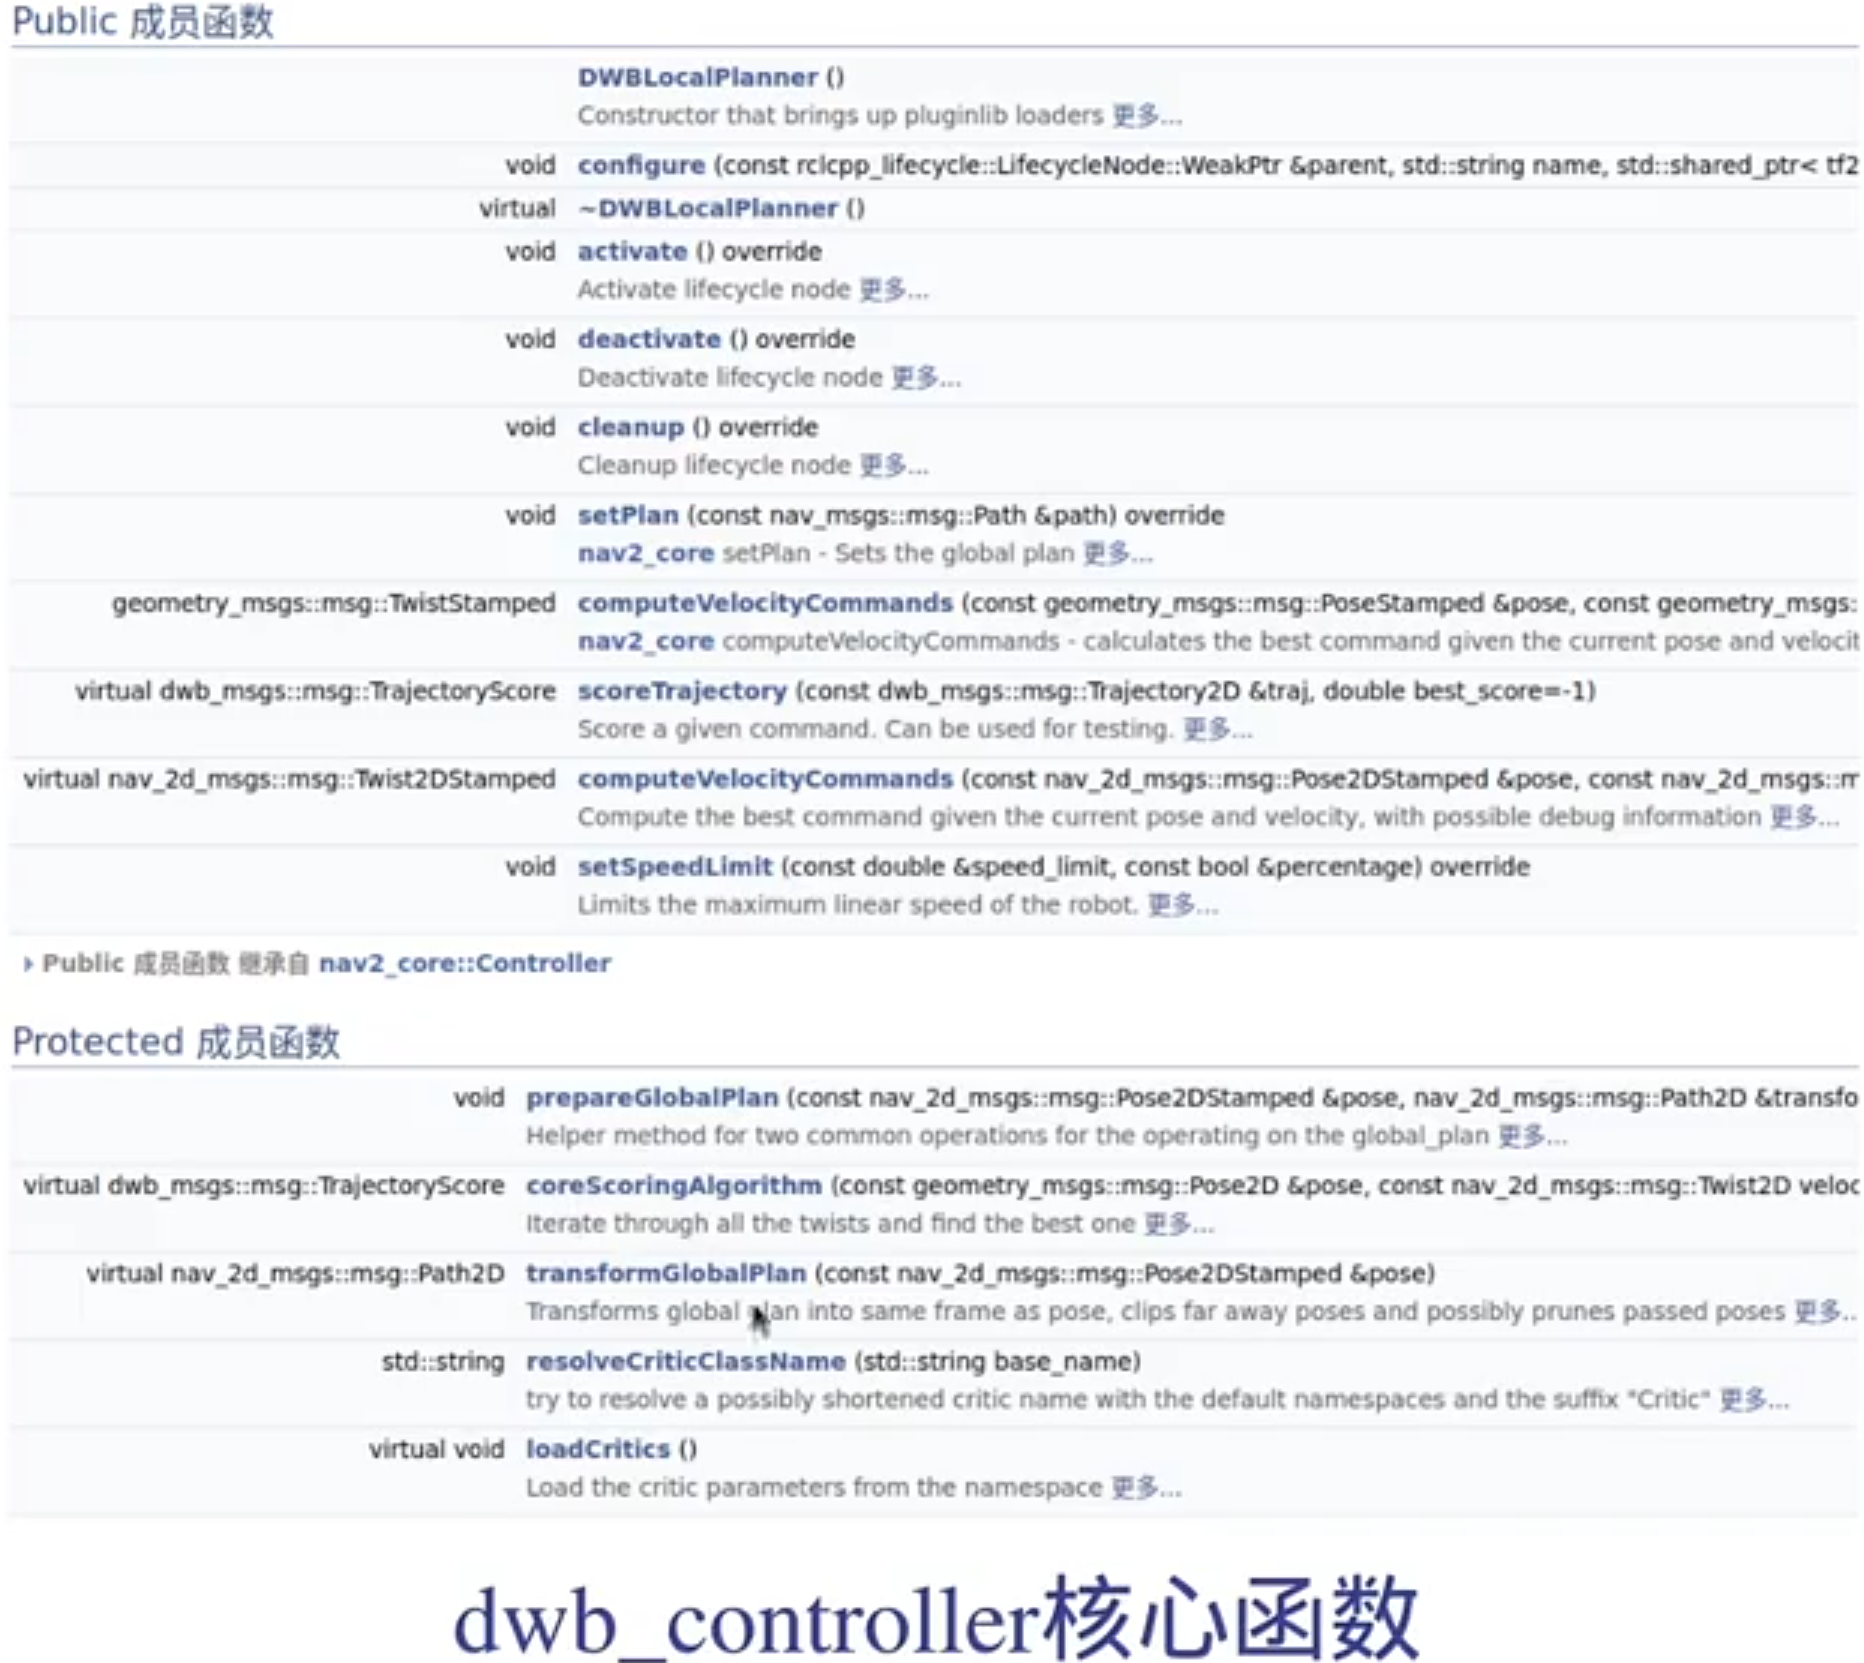 Public 成员函数
DWBLocalPlanner ()
Constructor that brings up pluginlib loaders 更多...
void configure (const rclcpp_lifecycle::LifecycleNode::WeakPtr &parent, std::string name, std::shared_ptr< tf2
virtual ~DWBLocalPlanner ()
void activate () override
Activate lifecycle node 更多...
void deactivate () override
Deactivate lifecycle node 更多...
void cleanup () override
Cleanup lifecycle node 更多...
void setPlan (const nav_msgs::msg::Path &path) override
nav2_core setPlan - Sets the global plan 更多...
geometry_msgs::msg::TwistStamped computeVelocityCommands (const geometry_msgs::msg::PoseStamped &pose, const geometry_msgs:
nav2_core computeVelocityCommands - calculates the best command given the current pose and velocit
virtual dwb_msgs::msg::TrajectoryScore scoreTrajectory (const dwb_msgs::msg::Trajectory2D &traj, double best_score=-1)
Score a given command. Can be used for testing. 更多...
virtual nav_2d_msgs::msg::Twist2DStamped computeVelocityCommands (const nav_2d_msgs::msg::Pose2DStamped &pose, const nav_2d_msgs::m
Compute the best command given the current pose and velocity, with possible debug information 更多...
void setSpeedLimit (const double &speed_limit, const bool &percentage) override
Limits the maximum linear speed of the robot. 更多...
Public 成员函数 继承自 nav2_core::Controller
Protected 成员函数
void prepareGlobalPlan (const nav_2d_msgs::msg::Pose2DStamped &pose, nav_2d_msgs::msg::Path2D &transfo
Helper method for two common operations for the operating on the global_plan 更多...
virtual dwb_msgs::msg::TrajectoryScore coreScoringAlgorithm (const geometry_msgs::msg::Pose2D &pose, const nav_2d_msgs::msg::Twist2D veloc
Iterate through all the twists and find the best one 更多...
virtual nav_2d_msgs::msg::Path2D transformGlobalPlan (const nav_2d_msgs::msg::Pose2DStamped &pose)
Transforms global plan into same frame as pose, clips far away poses and possibly prunes passed poses 更多..
std::string resolveCriticClassName (std::string base_name)
try to resolve a possibly shortened critic name with the default namespaces and the suffix "Critic" 更多...
virtual void loadCritics ()
Load the critic parameters from the namespace 更多...
dwb_controller核心函数